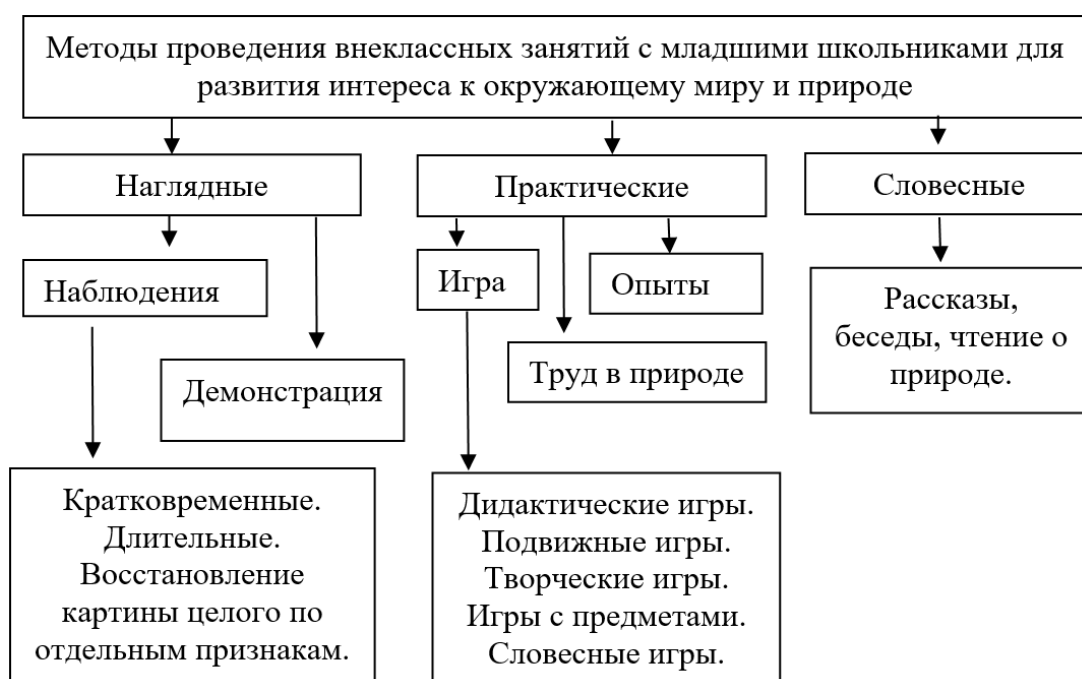 Методы проведения внеклассных занятий с младшими школьниками для
развития интереса к окружающему миру и природе
Наглядные
Практические
Словесные
Наблюдения
Игра
Опыты
Рассказы,
беседы, чтение о
природе.
Демонстрация
Труд в природе
Кратковременные.
Длительные.
Восстановление
картины целого по
отдельным признакам.
Дидактические игры.
Подвижные игры.
Творческие игры.
Игры с предметами.
Словесные игры.